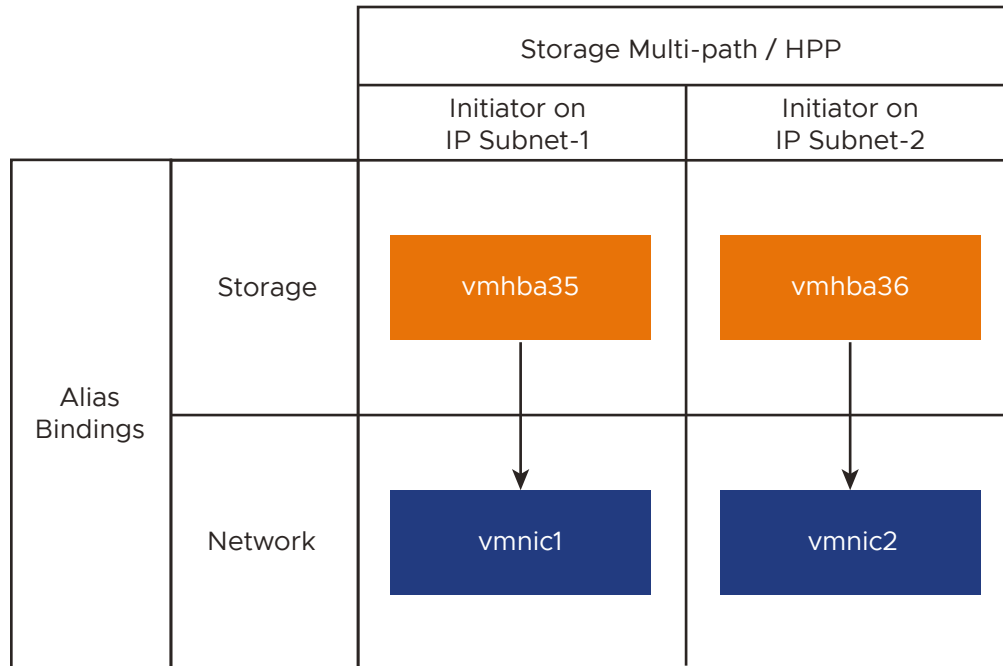 Storage Multi-path / HPP
Initiator on
IP Subnet-1
Initiator on
IP Subnet-2
Alias
Bindings
Storage
vmhba35
vmhba36
Network
vmnic1
vmnic2